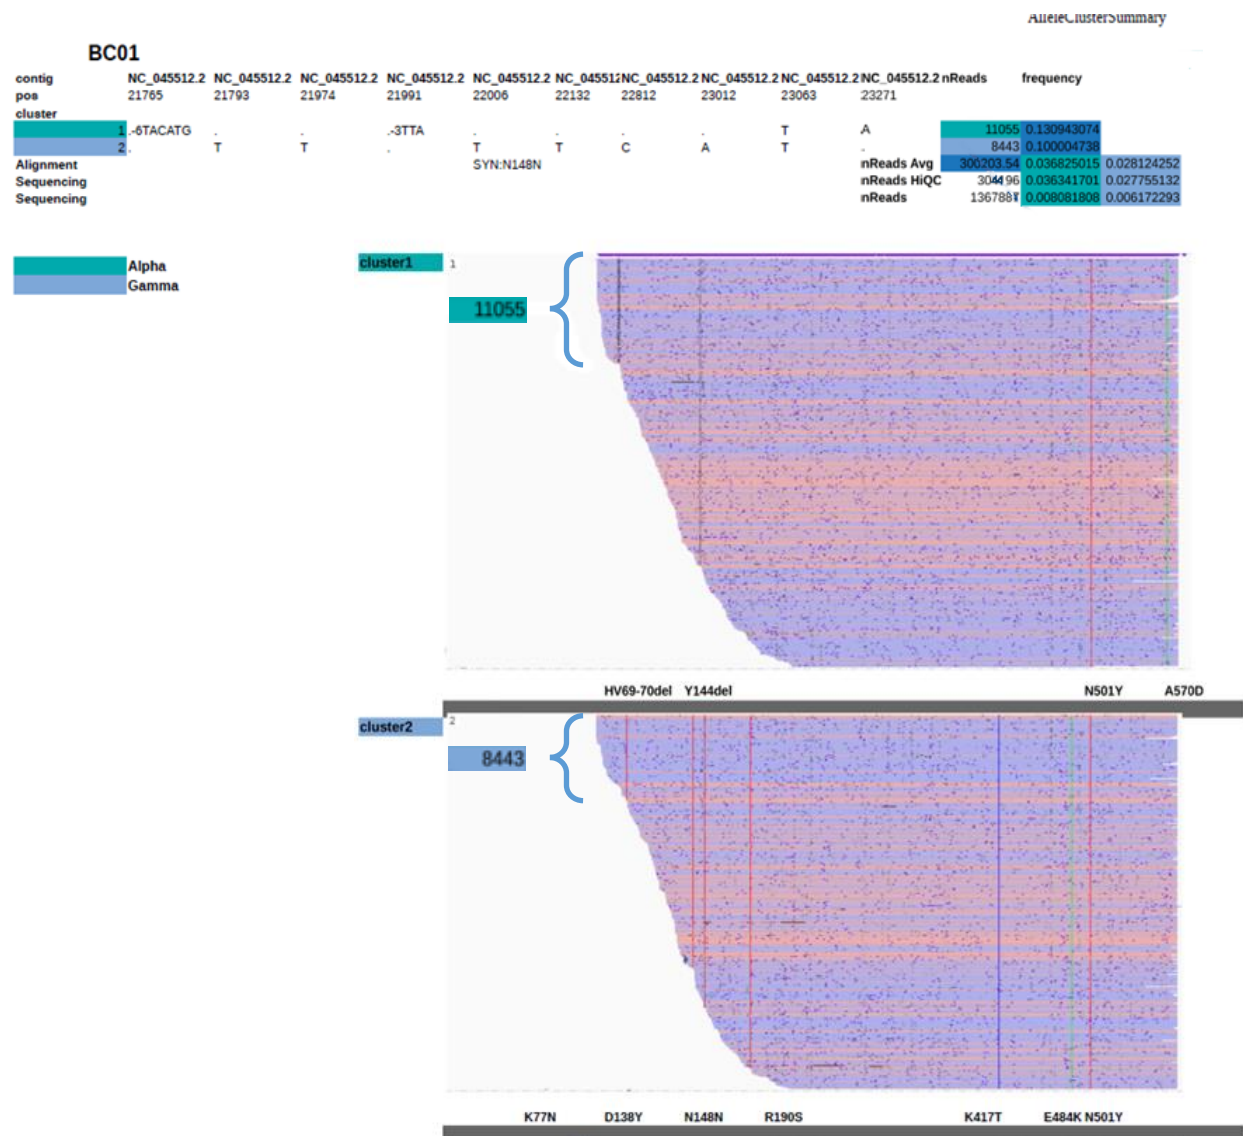 AlleleClusterSummary
BC01
contig NC_045512.2 NC_045512.2 NC_045512.2 NC_045512.2 NC_045512.2 NC_045512 NC_045512.2 NC_045512.2 NC_045512.2 NC_045512.2 nReads frequency
pos 21765 21793 21974 21991 22006 22132 22812 23012 23063 23271
cluster
1 .-6TACATG . . .-3TTA . . . . T A 11055 0.130943074
2 . T T . T T C A T . 8443 0.100004738
Alignment SYN:N148N nReads Avg 300203.54 0.036825015 0.028124252
Sequencing nReads HiQC 304196 0.036341701 0.027755132
Sequencing nReads 0.008081808 0.006172293
Alpha
Gamma
cluster1 1
11055
HV69-70del Y144del N501Y A570D
cluster2 2
8443
K77N D138Y N148N R190S K417T E484K N501Y